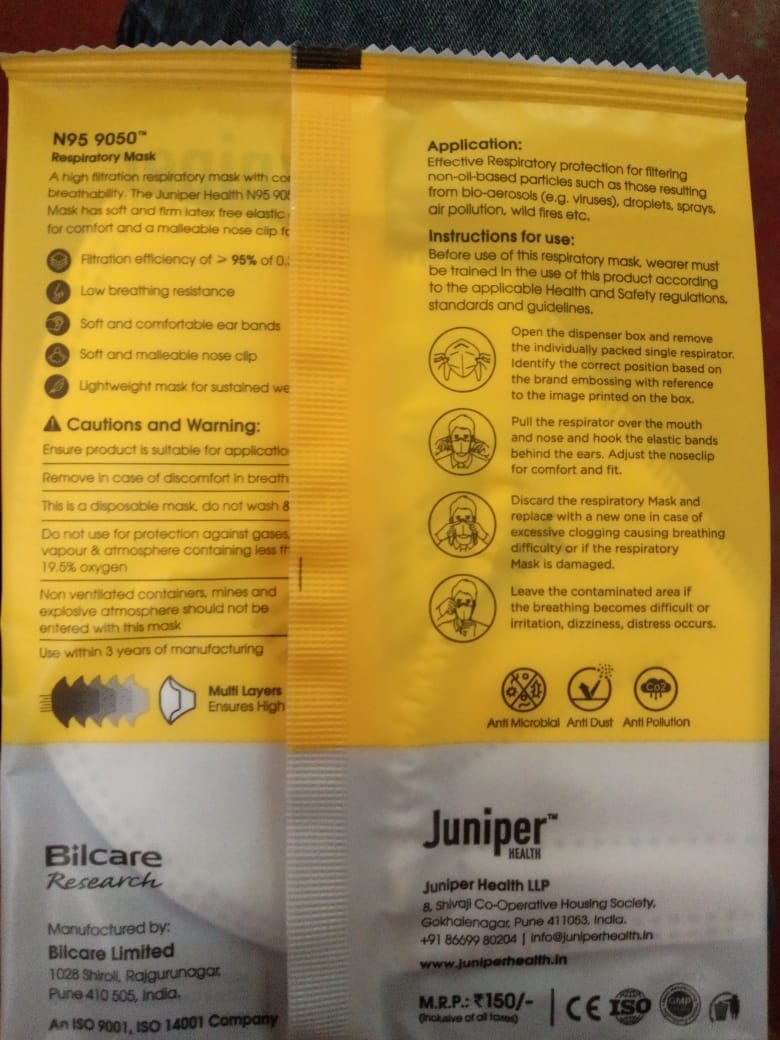 N95 9050™
Respiratory Mask
A high filtration respiratory mask with
breathability. The Juniper Health N95
Mask has soft and firm latex free elastic
for comfort and a malleable nose clip
Filtration efficiency of > 95% of
Low breathing resistance
Soft and comfortable ear bands
Soft and malleable nose clip
Lightweight mask for sustained
Cautions and Warning:
Ensure product is suitable for
Remove in case of discomfort in
This is a disposable mask, do not wash &
Do not use for protection against gases,
vapour & atmosphere containing less
19.5% oxygen
Non ventilated containers, mines and
explosive atmosphere should not be
entered with this mask
Use within 3 years of manufacturing
Multi Layers
Ensures High
Bilcare
Research
Manufactured by:
Bilcare Limited
1028 Shiroli, Rajgurunagar,
Pune 410 505, India.
An ISO 9001, ISO 14001 Company
Application:
Effective Respiratory protection for filtering
non-oil-based particles such as those resulting
from bio-aerosols (e.g. viruses), droplets, sprays,
air pollution, wild fires etc.
Instructions for use:
Before use of this respiratory mask, wearer must
be trained in the use of this product according
to the applicable Health and Safety regulations,
standards and guidelines.
Open the dispenser box and remove
the individually packed single respirator.
Identify the correct position based on
the brand embossing with reference
to the image printed on the box.
Pull the respirator over the mouth
and nose and hook the elastic bands
behind the ears. Adjust the noseclip
for comfort and fit.
Discard the respiratory Mask and
replace with a new one in case of
excessive clogging causing breathing
difficulty or if the respiratory
Mask is damaged.
Leave the contaminated area if
the breathing becomes difficult or
irritation, dizziness, distress occurs.
CO2
Anti Microbial Anti Dust Anti Pollution
Juniper™
HEALTH
Juniper Health LLP
8, Shivaji Co-Operative Housing Society,
Gokhalenagar, Pune 411053, India.
+91 86699 80204 | info@juniperhealth.in
www.juniperhealth.in
M.R.P.: ₹150/-
(Inclusive of all taxes)
CE ISO GMP